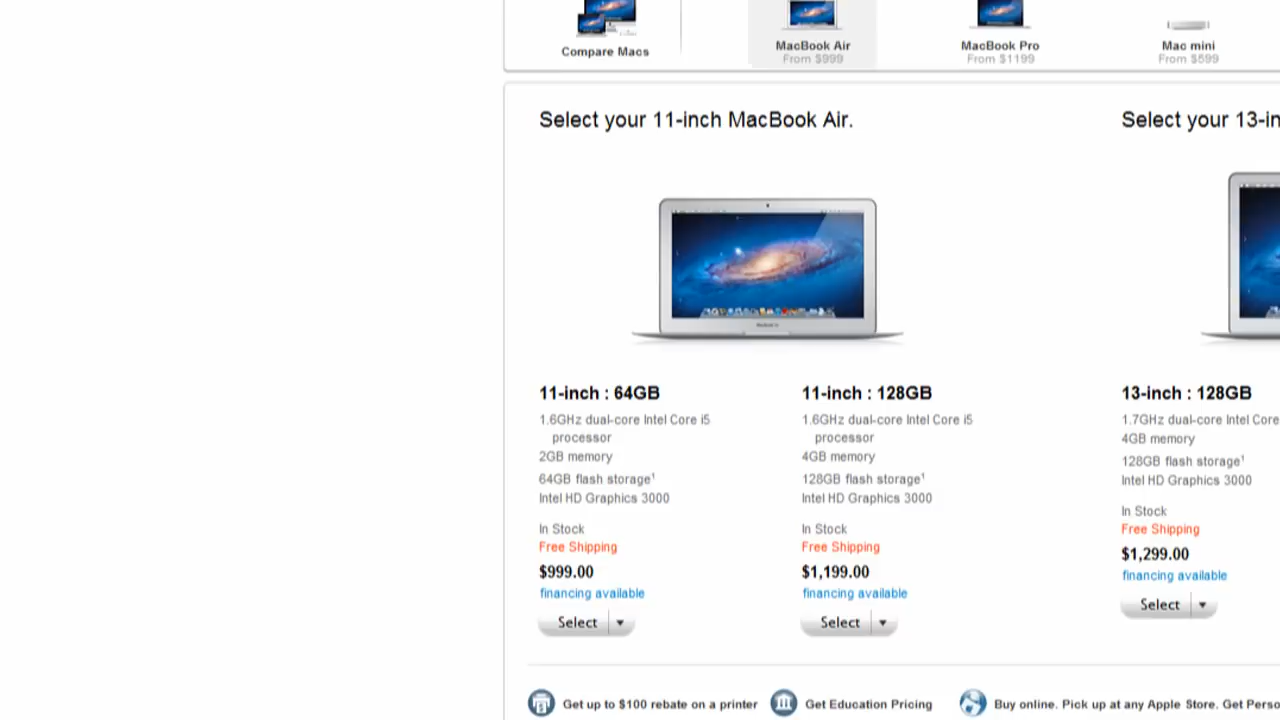 Compare Macs
MacBook Air
From $999
MacBook Pro
From $1199
Mac mini
From $599
Select your 11-inch MacBook Air.
Select your 13-in
11-inch : 64GB
1.6GHz dual-core Intel Core i5
processor
2GB memory
64GB flash storage¹
Intel HD Graphics 3000
In Stock
Free Shipping
$999.00
financing available
Select
11-inch : 128GB
1.6GHz dual-core Intel Core i5
processor
4GB memory
128GB flash storage¹
Intel HD Graphics 3000
In Stock
Free Shipping
$1,199.00
financing available
Select
13-inch : 128GB
1.7GHz dual-core Intel Core
4GB memory
128GB flash storage¹
Intel HD Graphics 3000
In Stock
Free Shipping
$1,299.00
financing available
Select
Get up to $100 rebate on a printer
Get Education Pricing
Buy online. Pick up at any Apple Store. Get Perso